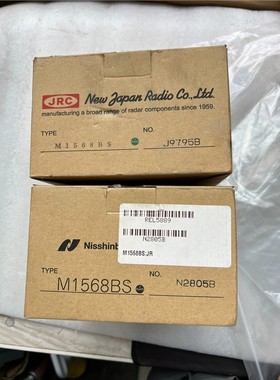 JRC New Japan Radio Co., Ltd.
manufacturing a broad range of radar components since 1959.
TYPE NO.
M1568BS J9795B
REL5889
N2805B
M1568BS:JR
TYPE NO.
M1568BS N2805B